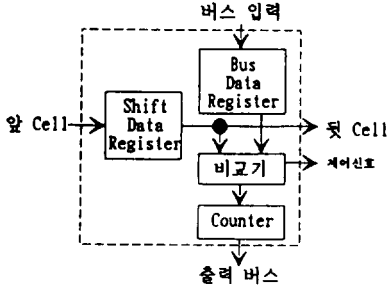 버스 입력
Bus
Data
Register
Shift
Data
Register
앞 Cell
뒷 Cell
비교기
제어신호
Counter
출력 버스